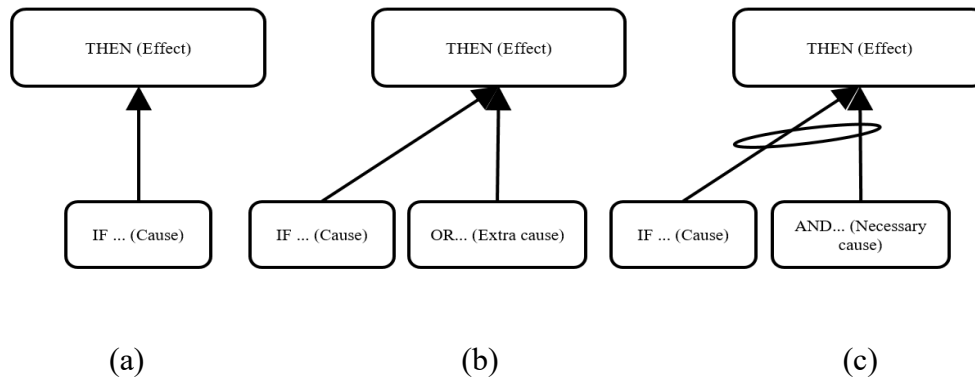 THEN (Effect)
IF ... (Cause)
(a)
THEN (Effect)
IF ... (Cause)
OR... (Extra cause)
(b)
THEN (Effect)
IF ... (Cause)
AND... (Necessary
cause)
(c)